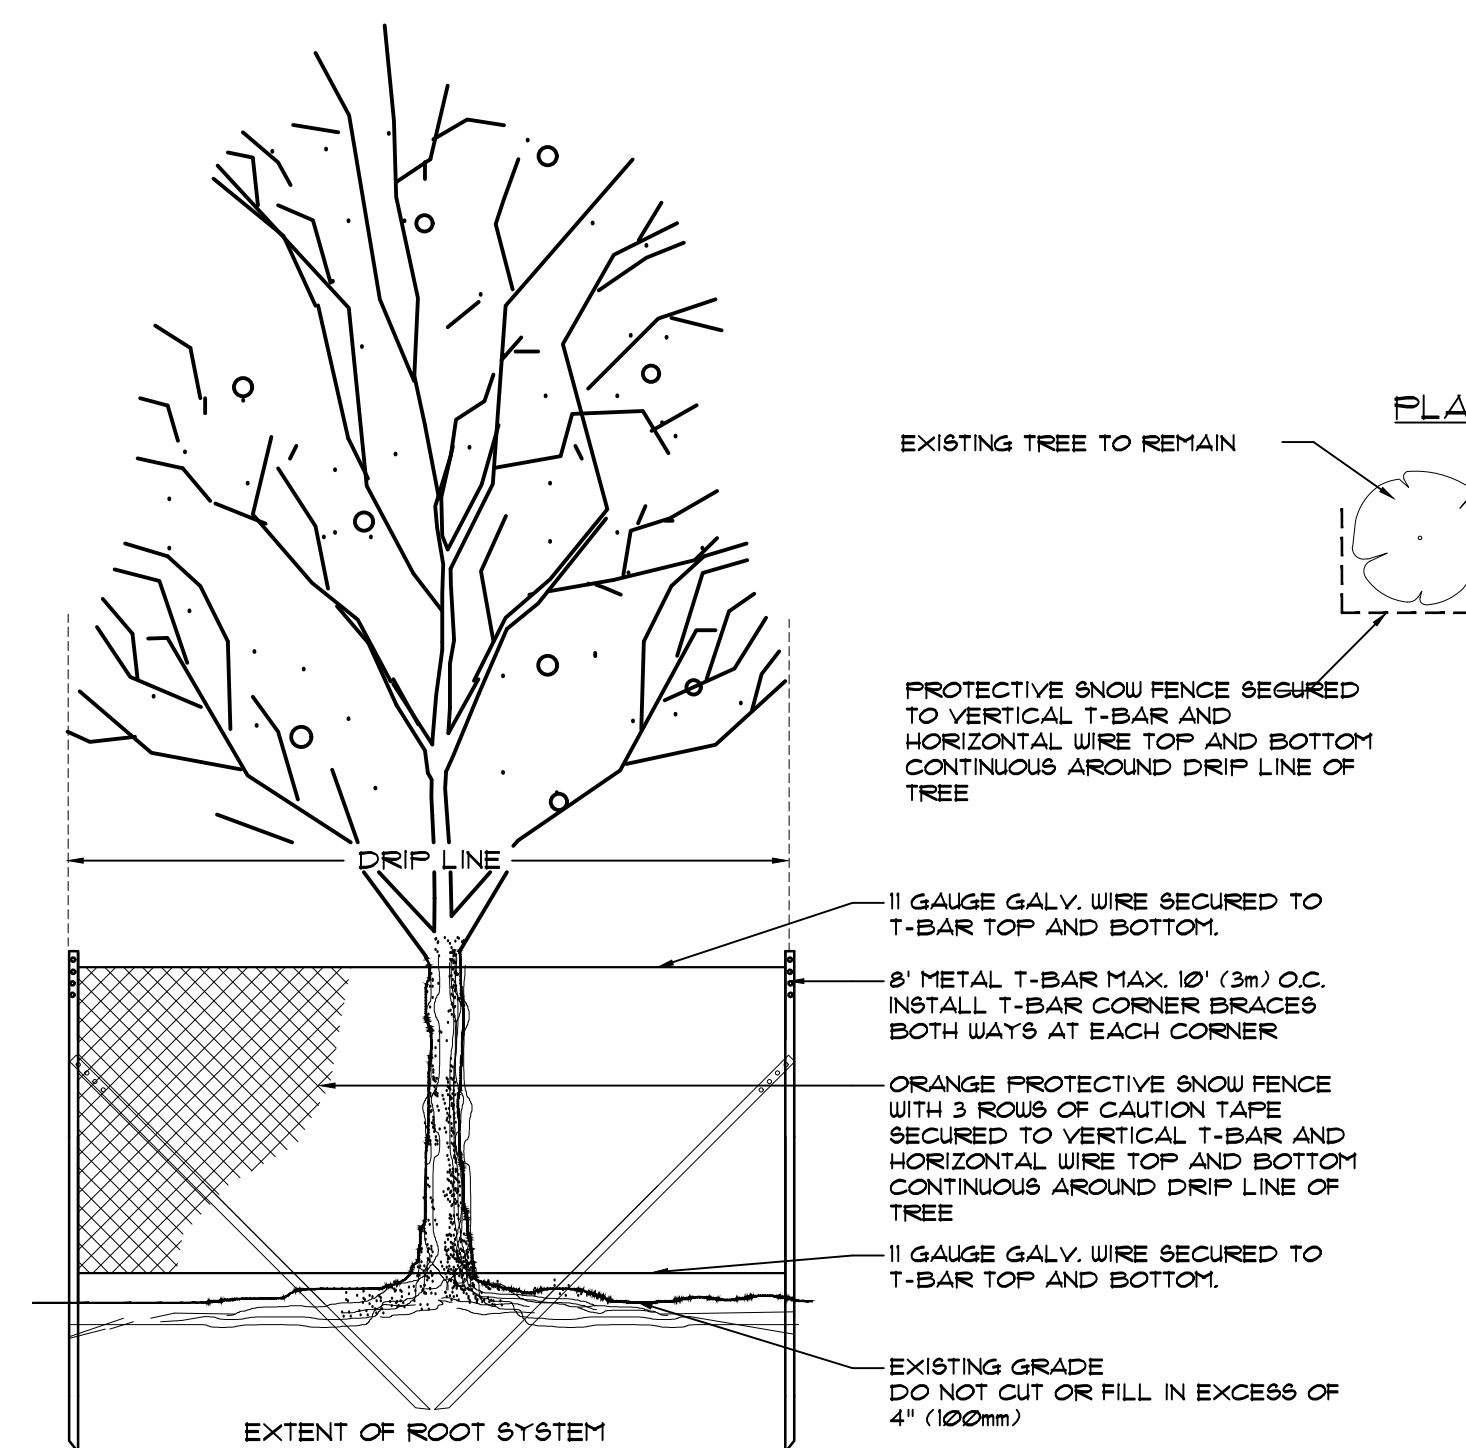 PLA
EXISTING TREE TO REMAIN
PROTECTIVE SNOW FENCE SECURED
TO VERTICAL T-BAR AND
HORIZONTAL WIRE TOP AND BOTTOM
CONTINUOUS AROUND DRIP LINE OF
TREE
DRIP LINE
11 GAUGE GALV. WIRE SECURED TO
T-BAR TOP AND BOTTOM.
8' METAL T-BAR MAX. 10' (3m) O.C.
INSTALL T-BAR CORNER BRACES
BOTH WAYS AT EACH CORNER
ORANGE PROTECTIVE SNOW FENCE
WITH 3 ROWS OF CAUTION TAPE
SECURED TO VERTICAL T-BAR AND
HORIZONTAL WIRE TOP AND BOTTOM
CONTINUOUS AROUND DRIP LINE OF
TREE
11 GAUGE GALV. WIRE SECURED TO
T-BAR TOP AND BOTTOM.
EXISTING GRADE
DO NOT CUT OR FILL IN EXCESS OF
4" (100mm)
EXTENT OF ROOT SYSTEM